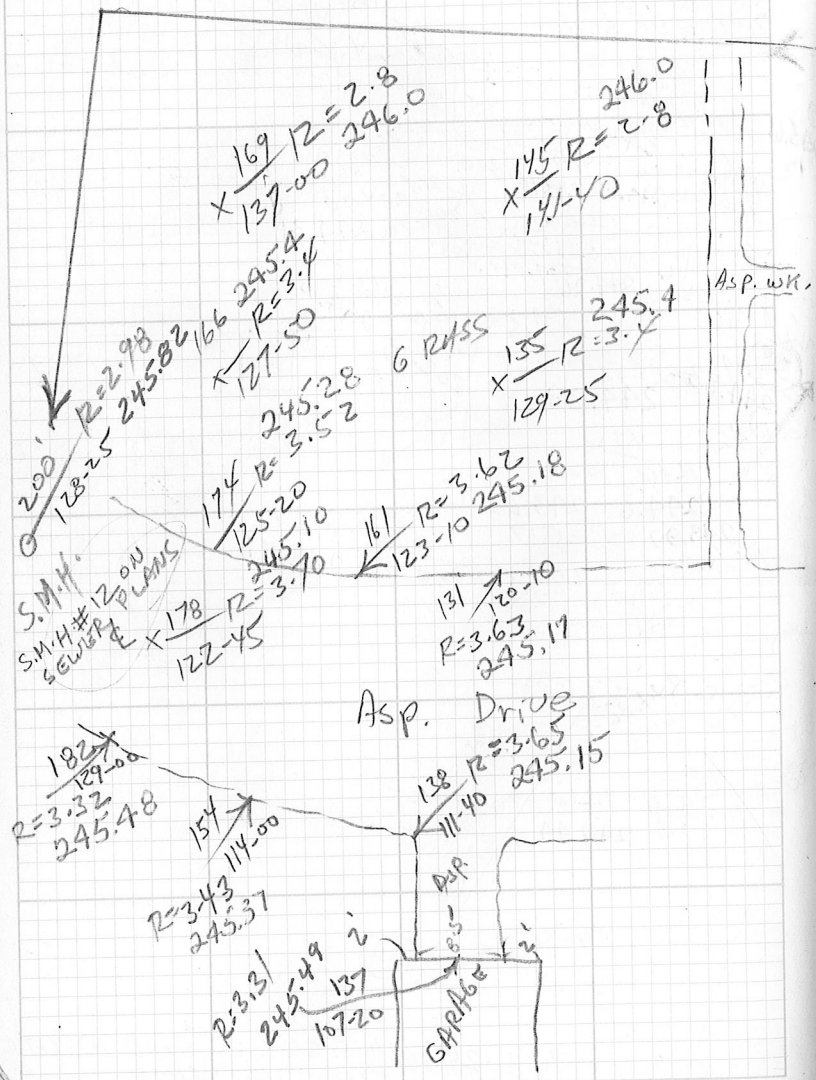 169 R=2.8
137-00 246.0
246.0
145 R=2.8
141-40
Asp. WK.
166 245.4
R=3.4
127-50
GRASS
245.4
135 R=3.4
129-25
200'
R=2.98
128-25 245.82
S.M.H.
S.M.H #12 ON
SEWER PLANS
245.28
174 R=3.52
125-20
161 R=3.62
123-10 245.18
245.10
178 R=3.70
122-45
131
120-10
R=3.63
245.17
Asp. Drive
182
129-00
R=3.32
245.48
154
114-00
R=3.43
245.37
138 R=3.65
111-40 245.15
Asp.
8.5'
2'
2'
R=3.31
245.49
137
107-20
GARAGE